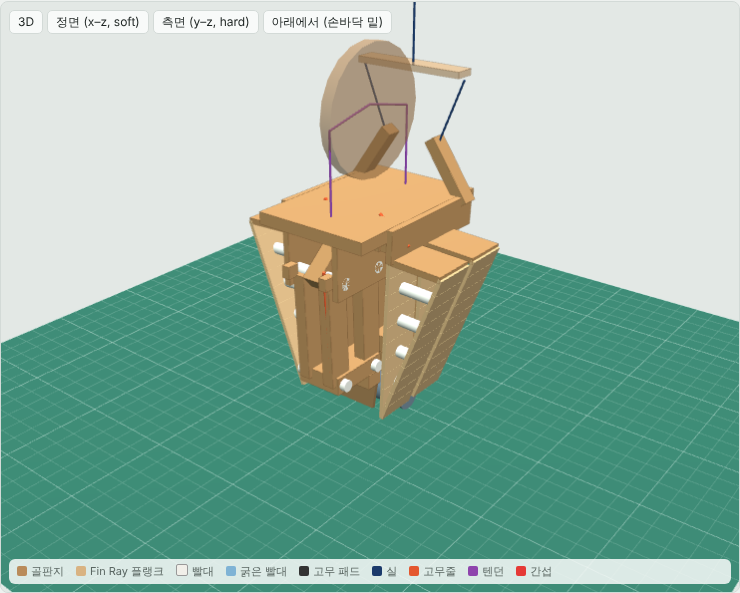 3D
정면 (x–z, soft)
측면 (y–z, hard)
아래에서 (손바닥 밑)
골판지
Fin Ray 플랭크
빨대
굵은 빨대
고무 패드
실
고무줄
텐던
간섭